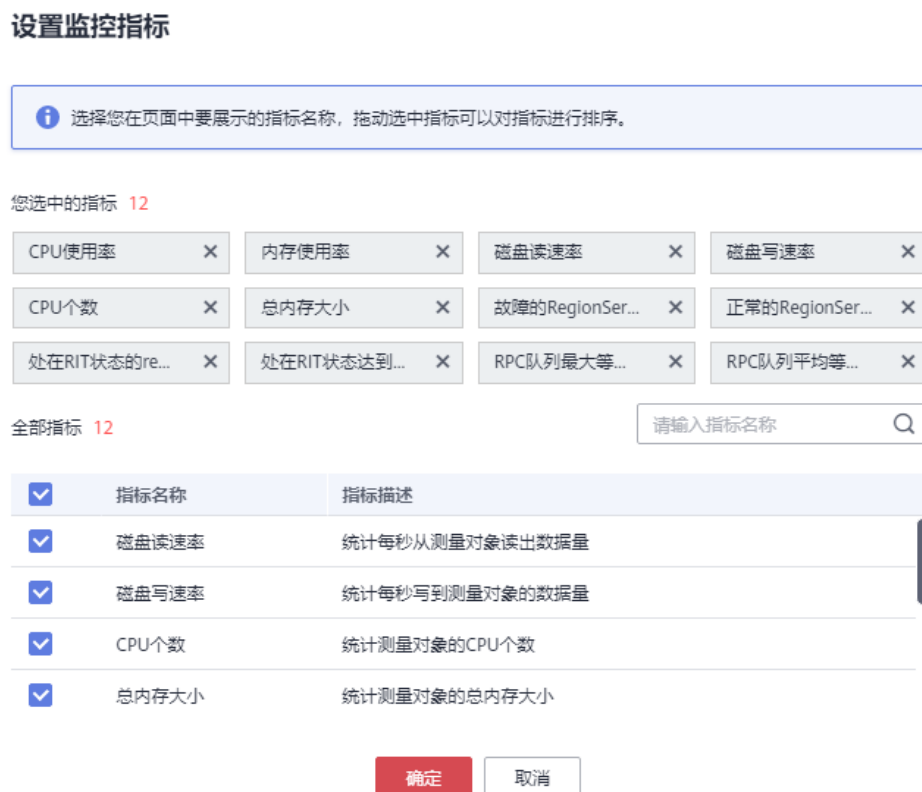 设置监控指标
选择您在页面中要展示的指标名称，拖动选中指标可以对指标进行排序。
您选中的指标 12
CPU使用率 内存使用率 磁盘读速率 磁盘写速率
CPU个数 总内存大小 故障的RegionSer... 正常的RegionSer...
处在RIT状态的re... 处在RIT状态达到... RPC队列最大等... RPC队列平均等...
全部指标 12 请输入指标名称
指标名称 指标描述
磁盘读速率 统计每秒从测量对象读出数据量
磁盘写速率 统计每秒写到测量对象的数据量
CPU个数 统计测量对象的CPU个数
总内存大小 统计测量对象的总内存大小
确定 取消